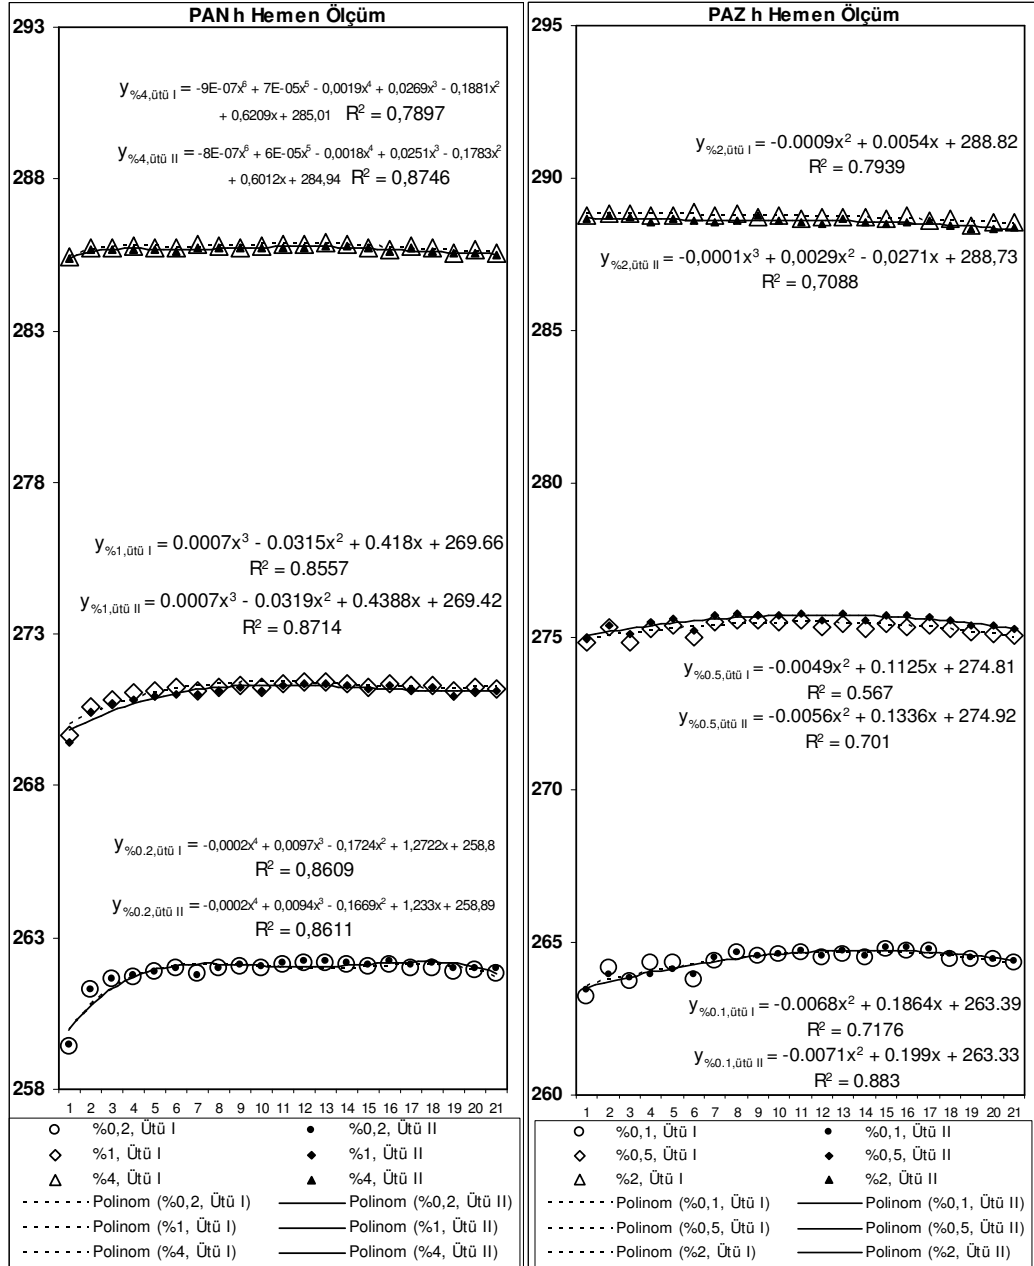 PAN h Hemen Ölçüm
293
y%4,ütü I = -9E-07x⁶ + 7E-05x⁵ - 0,0019x⁴ + 0,0269x³ - 0,1881x²
+ 0,6209x + 285,01 R² = 0,7897
y%4,ütü II = -8E-07x⁶ + 6E-05x⁵ - 0,0018x⁴ + 0,0251x³ - 0,1783x²
+ 0,6012x + 284,94 R² = 0,8746
288
283
278
y%1,ütü I = 0.0007x³ - 0.0315x² + 0.418x + 269.66
R² = 0.8557
y%1,ütü II = 0.0007x³ - 0.0319x² + 0.4388x + 269.42
R² = 0.8714
273
268
y%0.2,ütü I = -0,0002x⁴ + 0,0097x³ - 0,1724x² + 1,2722x + 258,8
R² = 0,8609
y%0.2,ütü II = -0,0002x⁴ + 0,0094x³ - 0,1669x² + 1,233x + 258,89
R² = 0,8611
263
258
1 2 3 4 5 6 7 8 9 10 11 12 13 14 15 16 17 18 19 20 21
%0,2, Ütü I %0,2, Ütü II
%1, Ütü I %1, Ütü II
%4, Ütü I %4, Ütü II
Polinom (%0,2, Ütü I) Polinom (%0,2, Ütü II)
Polinom (%1, Ütü I) Polinom (%1, Ütü II)
Polinom (%4, Ütü I) Polinom (%4, Ütü II)
PAZ h Hemen Ölçüm
295
y%2,ütü I = -0.0009x² + 0.0054x + 288.82
R² = 0.7939
290
y%2,ütü II = -0,0001x³ + 0,0029x² - 0,0271x + 288,73
R² = 0,7088
285
280
275
y%0.5,ütü I = -0.0049x² + 0.1125x + 274.81
R² = 0.567
y%0.5,ütü II = -0.0056x² + 0.1336x + 274.92
R² = 0.701
270
265
y%0.1,ütü I = -0.0068x² + 0.1864x + 263.39
R² = 0.7176
y%0.1,ütü II = -0.0071x² + 0.199x + 263.33
R² = 0.883
260
1 2 3 4 5 6 7 8 9 10 11 12 13 14 15 16 17 18 19 20 21
%0,1, Ütü I %0,1, Ütü II
%0,5, Ütü I %0,5, Ütü II
%2, Ütü I %2, Ütü II
Polinom (%0,1, Ütü I) Polinom (%0,1, Ütü II)
Polinom (%0,5, Ütü I) Polinom (%0,5, Ütü II)
Polinom (%2, Ütü I) Polinom (%2, Ütü II)